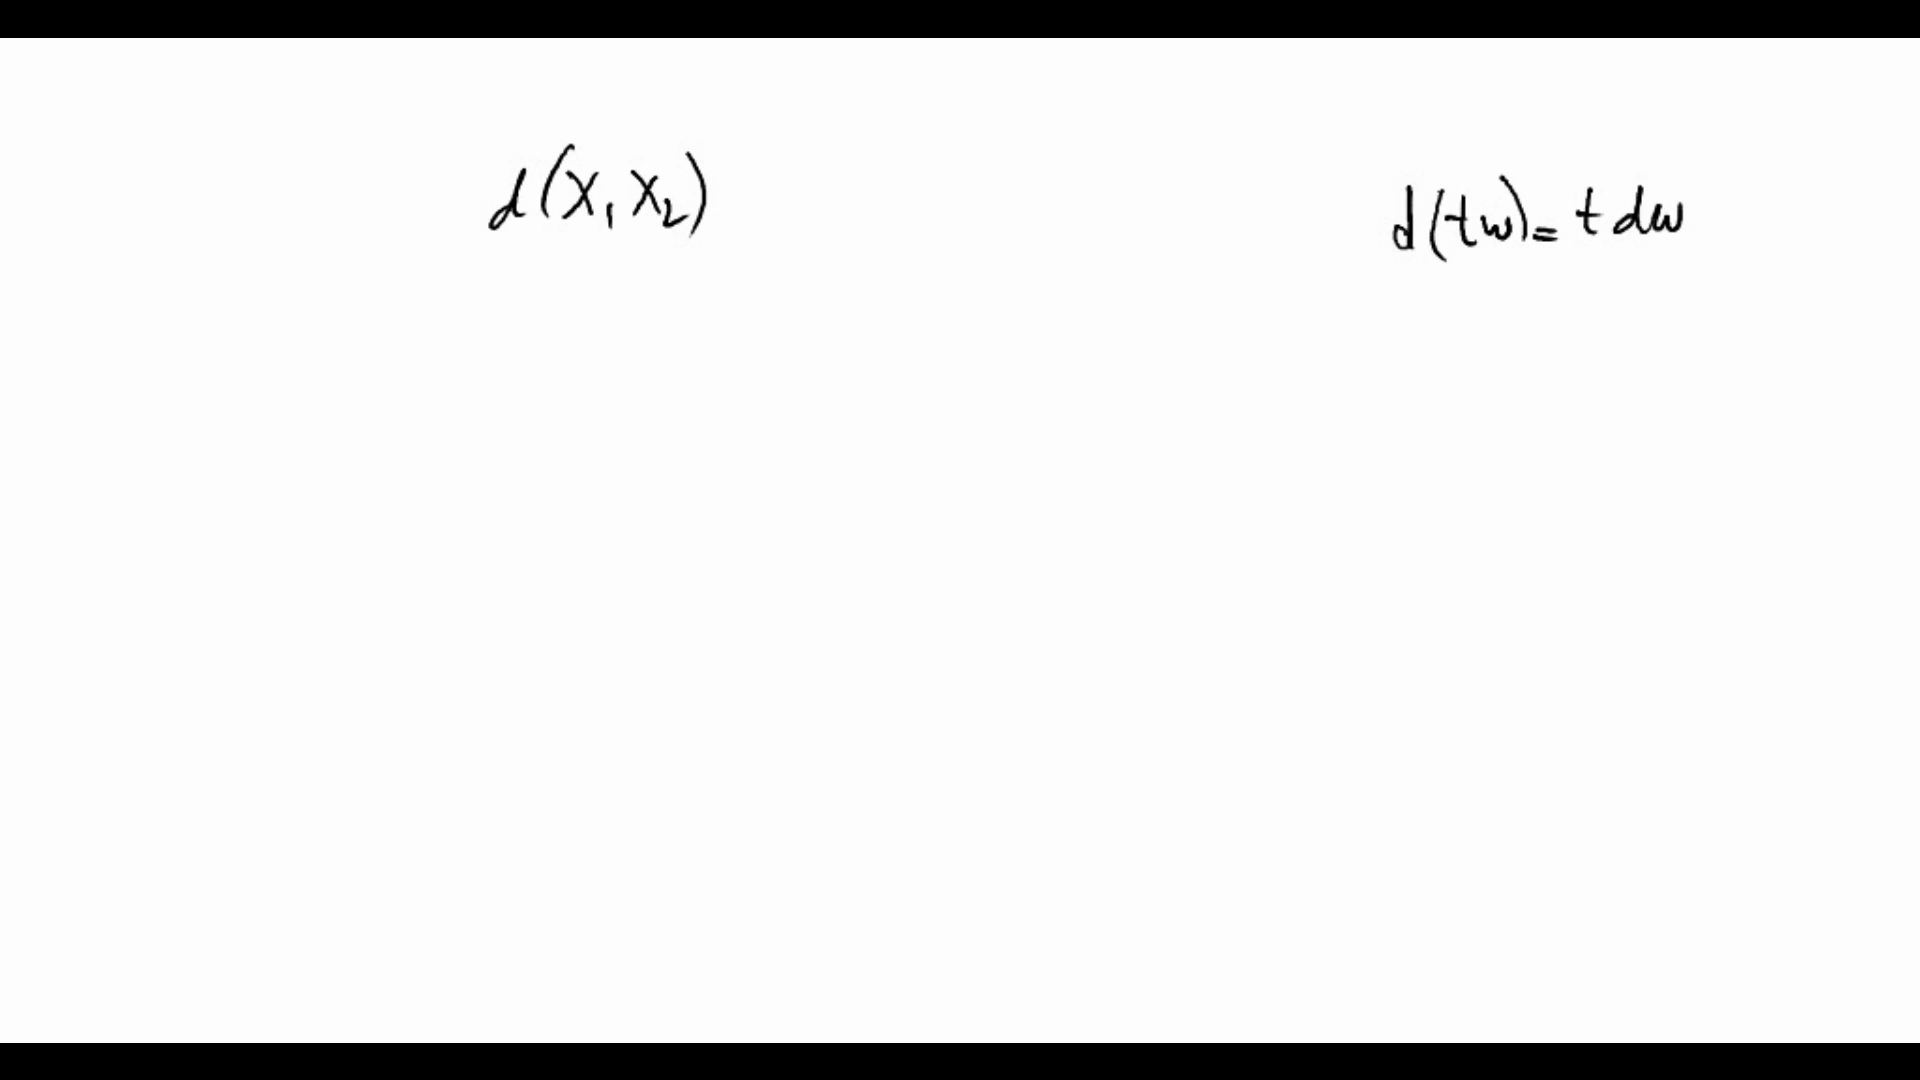 d(X₁ X₂)
d(tw) = t dw